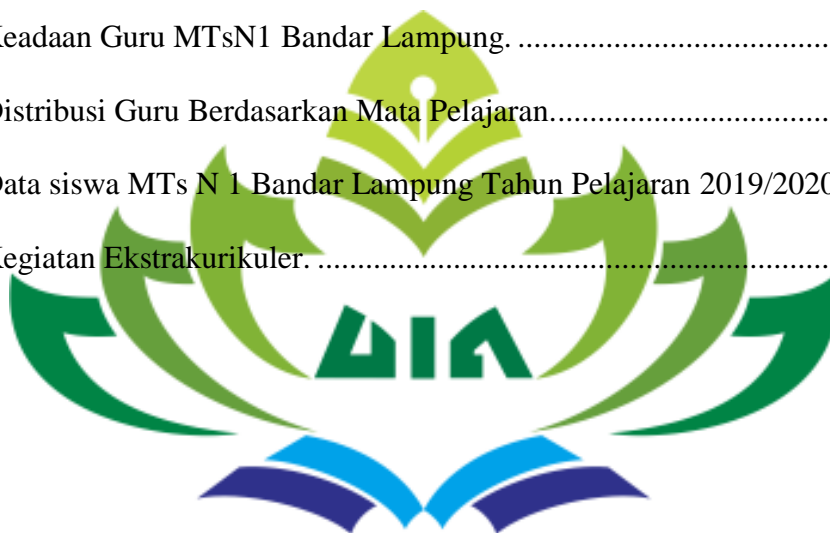 Keadaan Guru MTsN1 Bandar Lampung. ....................................
Distribusi Guru Berdasarkan Mata Pelajaran................................
Data siswa MTs N 1 Bandar Lampung Tahun Pelajaran 2019/2020
Kegiatan Ekstrakurikuler. .............................................................
UIN